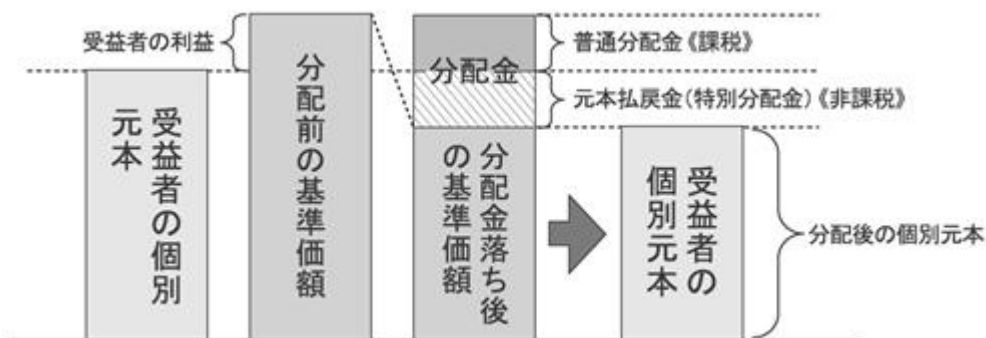 受益者の利益
受益者の個別
元本
分配前の基準価額
分配金
分配金落ち後
の基準価額
普通分配金《課税》
元本払戻金(特別分配金)《非課税》
受益者の
個別元本
分配後の個別元本